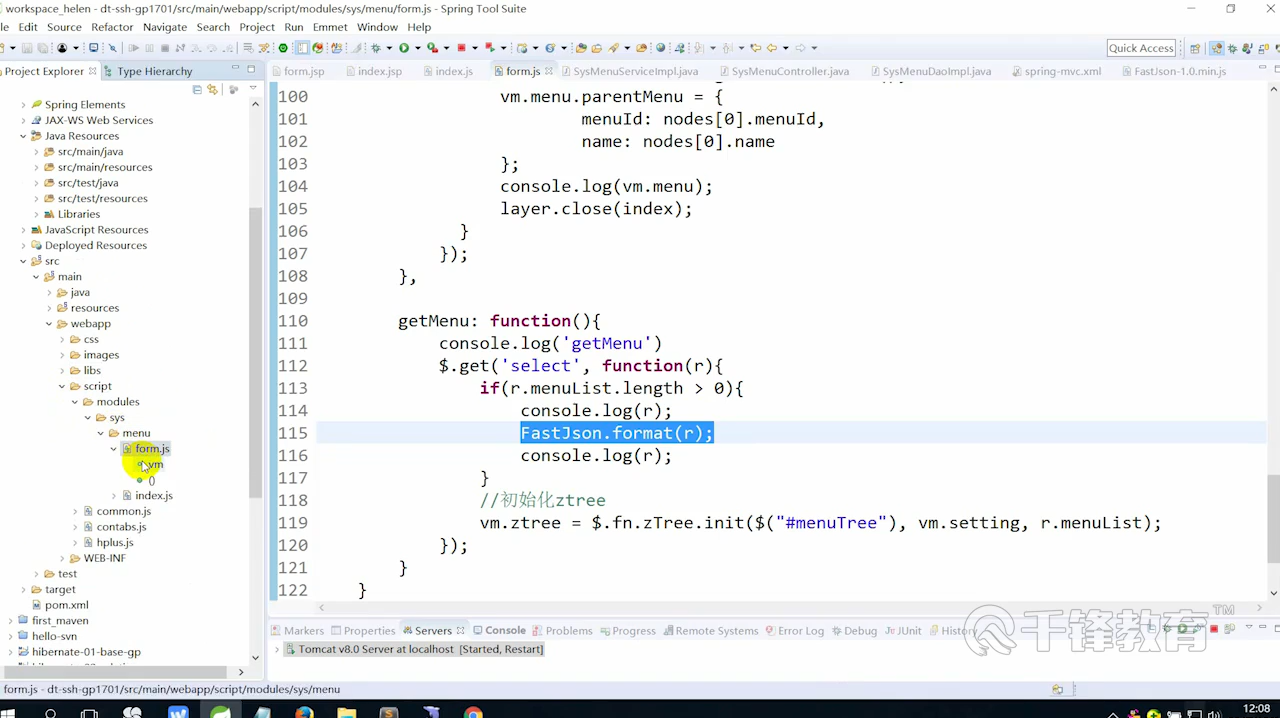 workspace_helen - dt-ssh-gp1701/src/main/webapp/script/modules/sys/menu/form.js - Spring Tool Suite
le Edit Source Refactor Navigate Search Project Run Emmet Window Help
Quick Access
Project Explorer Type Hierarchy
form.jsp index.jsp index.js form.js SysMenuServiceImpl.java SysMenuController.java SysMenuDaoImpl.java spring-mvc.xml FastJson-1.0.min.js
Spring Elements
JAX-WS Web Services
Java Resources
src/main/java
src/main/resources
src/test/java
src/test/resources
Libraries
JavaScript Resources
Deployed Resources
src
main
java
resources
webapp
css
images
libs
script
modules
sys
menu
form.js
vm
()
index.js
common.js
contabs.js
hplus.js
WEB-INF
test
target
pom.xml
first_maven
hello-svn
hibernate-01-base-gp
100 vm.menu.parentMenu = {
101 menuId: nodes[0].menuId,
102 name: nodes[0].name
103 };
104 console.log(vm.menu);
105 layer.close(index);
106 }
107 });
108 },
109
110 getMenu: function(){
111 console.log('getMenu')
112 $.get('select', function(r){
113 if(r.menuList.length > 0){
114 console.log(r);
115 FastJson.format(r);
116 console.log(r);
117 }
118 //初始化ztree
119 vm.ztree = $.fn.zTree.init($("#menuTree"), vm.setting, r.menuList);
120 });
121 }
122 }
Markers Properties Servers Console Problems Progress Remote Systems Error Log Debug JUnit History
Tomcat v8.0 Server at localhost [Started, Restart]
千锋教育 TM
form.js - dt-ssh-gp1701/src/main/webapp/script/modules/sys/menu
12:08